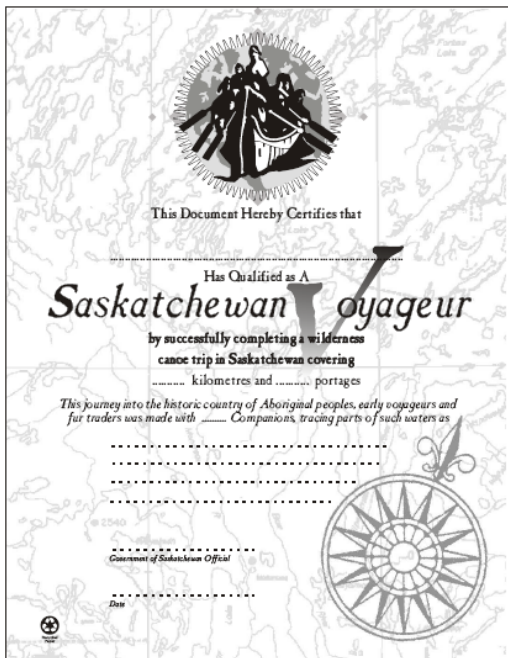 This Document Hereby Certifies that
Has Qualified as A
Saskatchewan Voyageur
by successfully completing a wilderness
canoe trip in Saskatchewan covering
........... kilometres and ........... portages
This journey into the historic country of Aboriginal peoples, early voyageurs and
fur traders was made with ......... Companions, tracing parts of such waters as
Government of Saskatchewan Official
Date